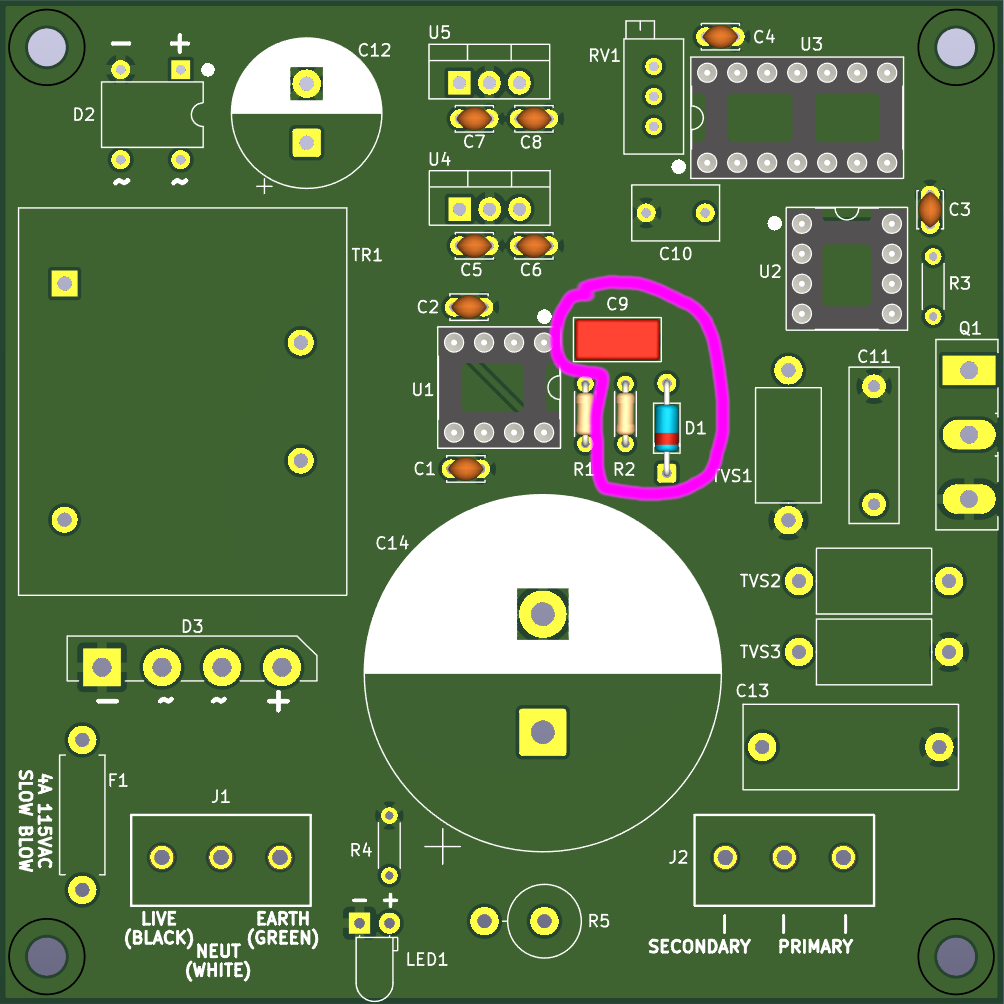 − +
C12
D2
~ ~
U5
C7 C8
U4
C5 C6
RV1
C4
U3
C10
C3
U2
R3
Q1
TR1
C2
U1
C1
C9
R1 R2
D1
TVS1
C11
C14
TVS2
TVS3
C13
D3
− ~ ~ +
F1
4A 115VAC
SLOW BLOW
J1
LIVE
(BLACK)
NEUT
(WHITE)
EARTH
(GREEN)
R4
− +
LED1
R5
J2
SECONDARY PRIMARY